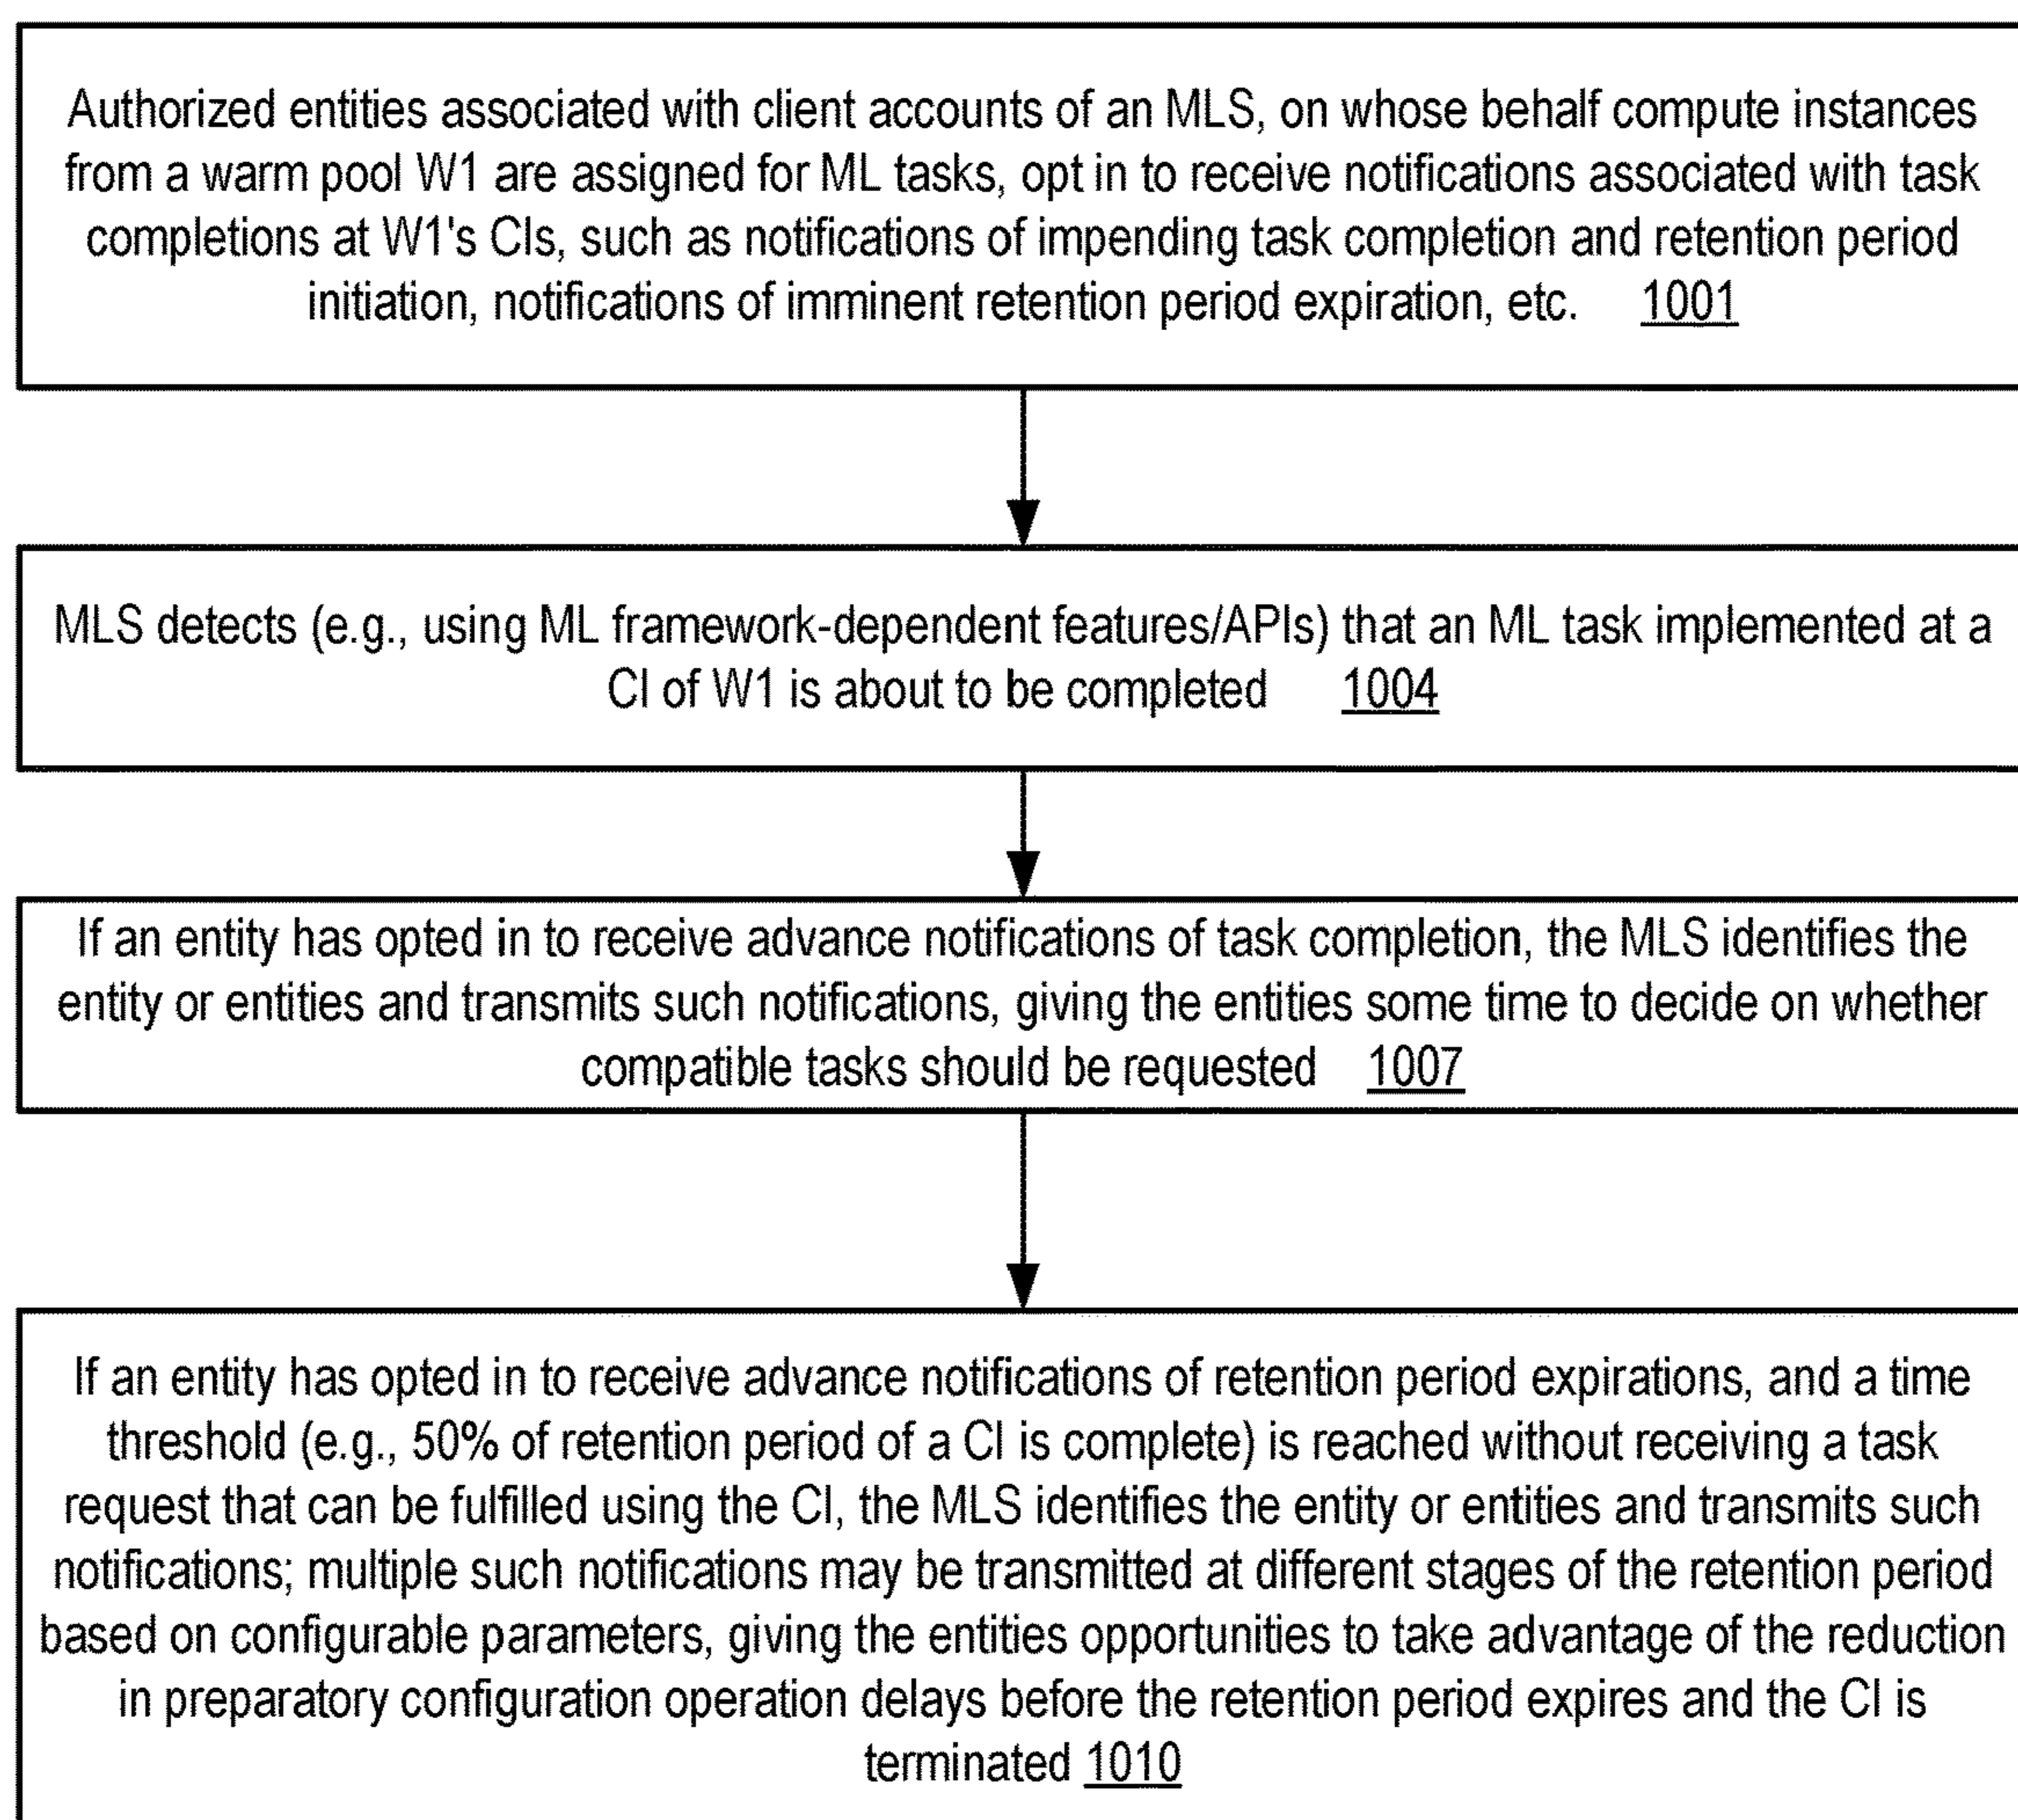 Authorized entities associated with client accounts of an MLS, on whose behalf compute instances
from a warm pool W1 are assigned for ML tasks, opt in to receive notifications associated with task
completions at W1's CIs, such as notifications of impending task completion and retention period
initiation, notifications of imminent retention period expiration, etc. 1001
MLS detects (e.g., using ML framework-dependent features/APIs) that an ML task implemented at a
CI of W1 is about to be completed 1004
If an entity has opted in to receive advance notifications of task completion, the MLS identifies the
entity or entities and transmits such notifications, giving the entities some time to decide on whether
compatible tasks should be requested 1007
If an entity has opted in to receive advance notifications of retention period expirations, and a time
threshold (e.g., 50% of retention period of a CI is complete) is reached without receiving a task
request that can be fulfilled using the CI, the MLS identifies the entity or entities and transmits such
notifications; multiple such notifications may be transmitted at different stages of the retention period
based on configurable parameters, giving the entities opportunities to take advantage of the reduction
in preparatory configuration operation delays before the retention period expires and the CI is
terminated 1010